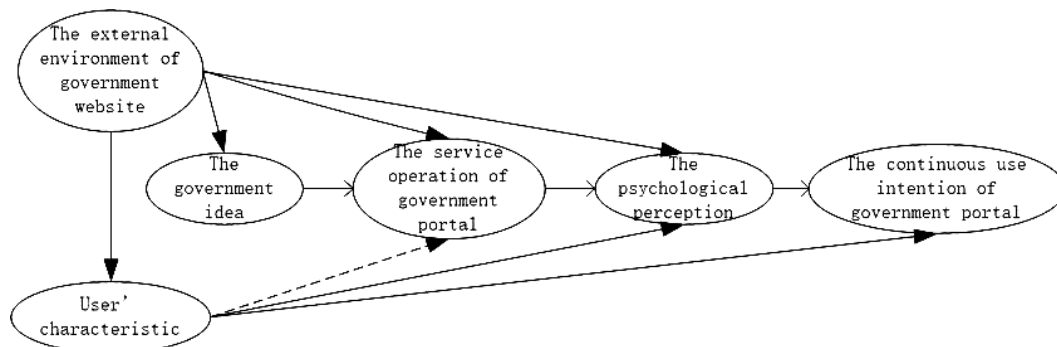 The external
environment of
government
website
The
government
idea
The service
operation of
government
portal
The
psychological
perception
The continuous use
intention of
government portal
User'
characteristic